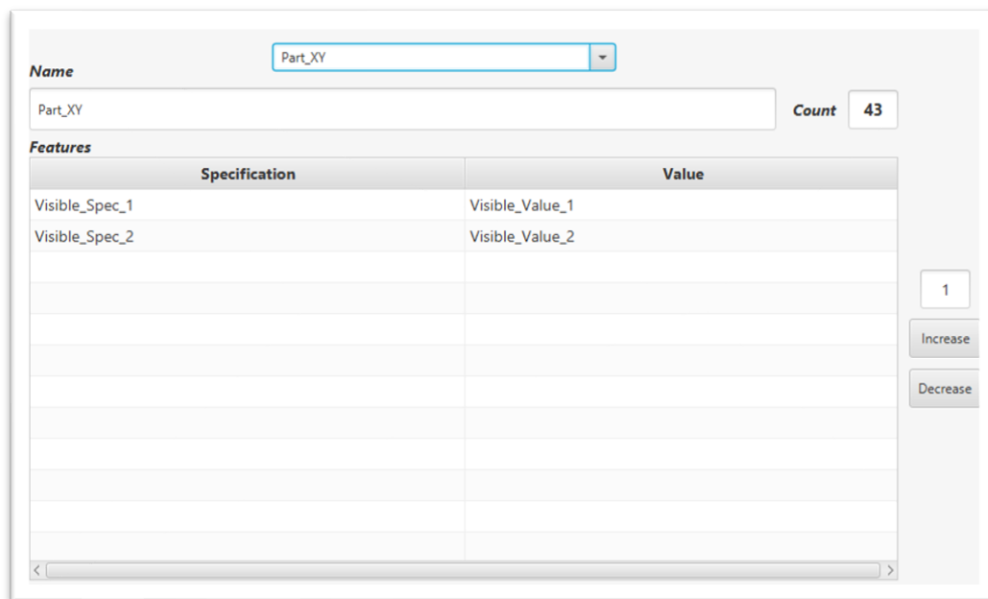 Part_XY
Name
Part_XY Count 43
Features
Specification Value
Visible_Spec_1 Visible_Value_1
Visible_Spec_2 Visible_Value_2
1
Increase
Decrease